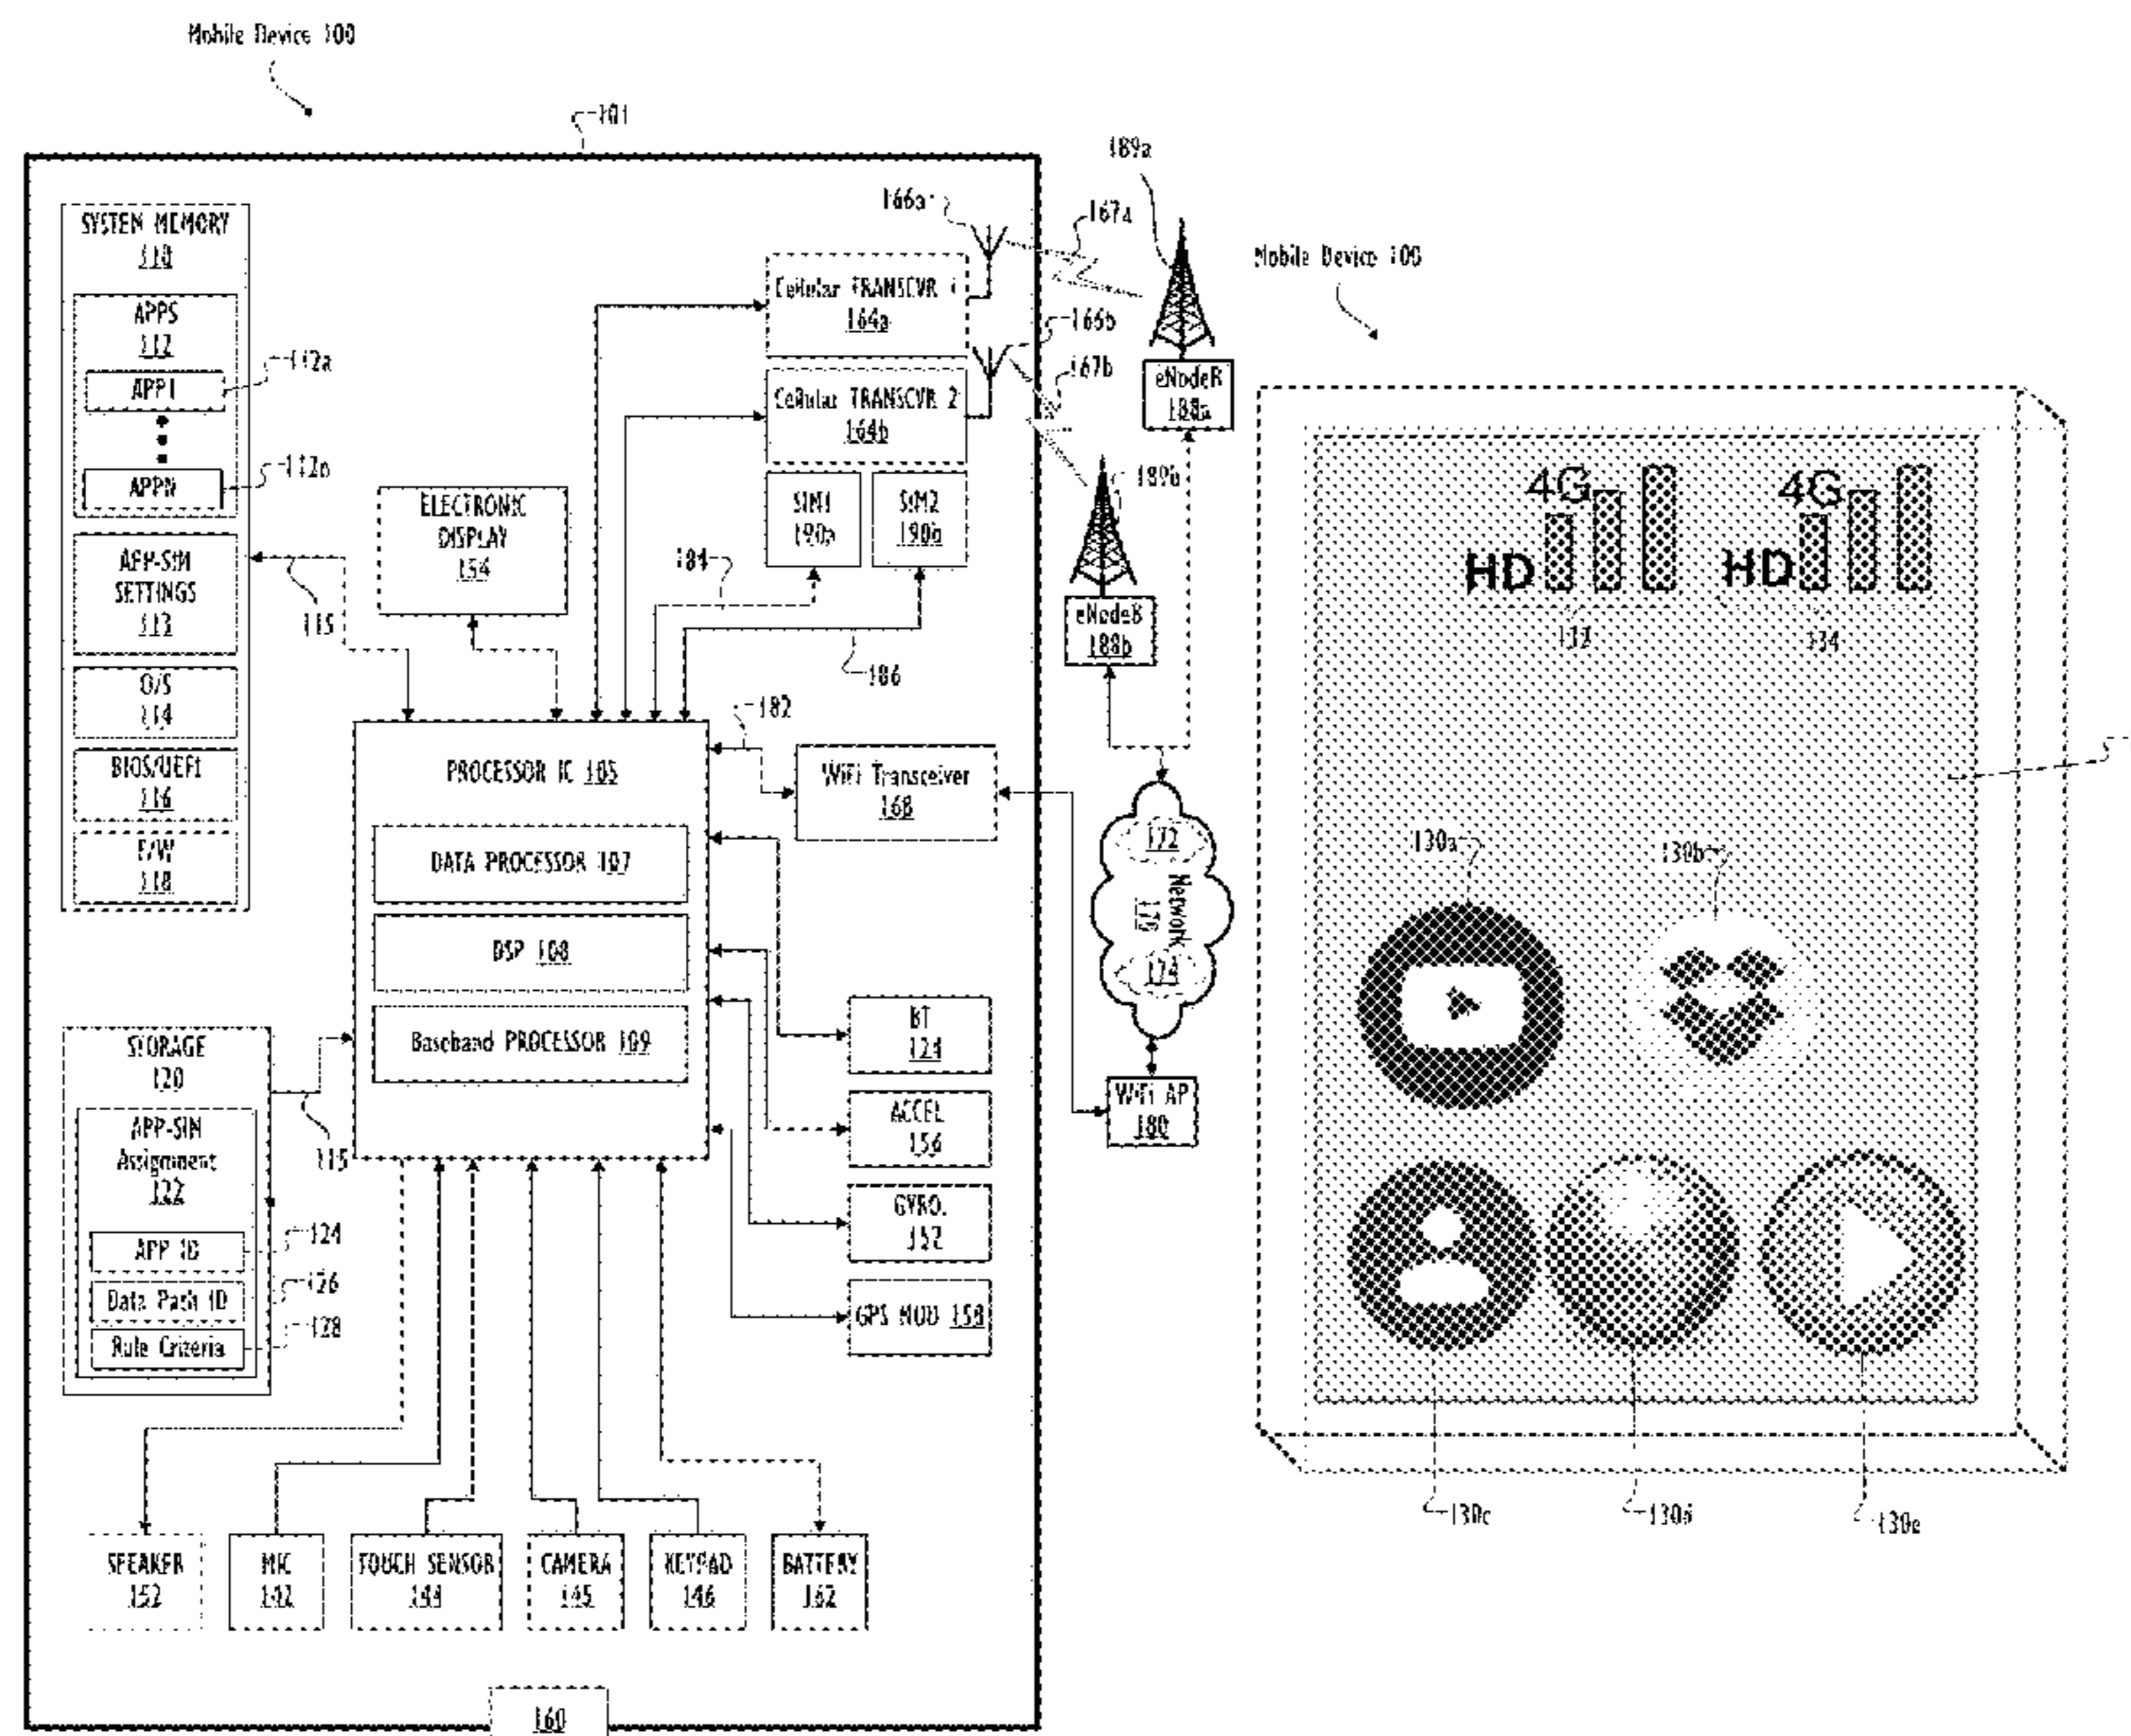 Mobile Device 100
101
SYSTEM MEMORY
110
APPS
112
APP1
112a
APPN
112n
APP-SIM
SETTINGS
113
O/S
114
BIOS/UEFI
116
F/W
118
115
ELECTRONIC
DISPLAY
154
Cellular TRANSCVR 1
164a
Cellular TRANSCVR 2
164b
SIM1
190a
SIM2
190b
184
186
166a
167a
166b
167b
189a
eNodeB
188a
189b
eNodeB
188b
PROCESSOR IC 105
DATA PROCESSOR 107
DSP 108
Baseband PROCESSOR 109
182
WiFi Transceiver
168
172
Network
170
174
WiFi AP
180
STORAGE
120
APP-SIM
Assignment
122
APP ID
124
Data Path ID
126
Rule Criteria
128
115
BT
124
ACCEL
156
GYRO.
157
GPS MOD 158
SPEAKER
152
MIC
142
TOUCH SENSOR
144
CAMERA
145
KEYPAD
146
BATTERY
162
160
Mobile Device 100
4G
HD
132
4G
HD
134
130a
130b
130c
130d
130e